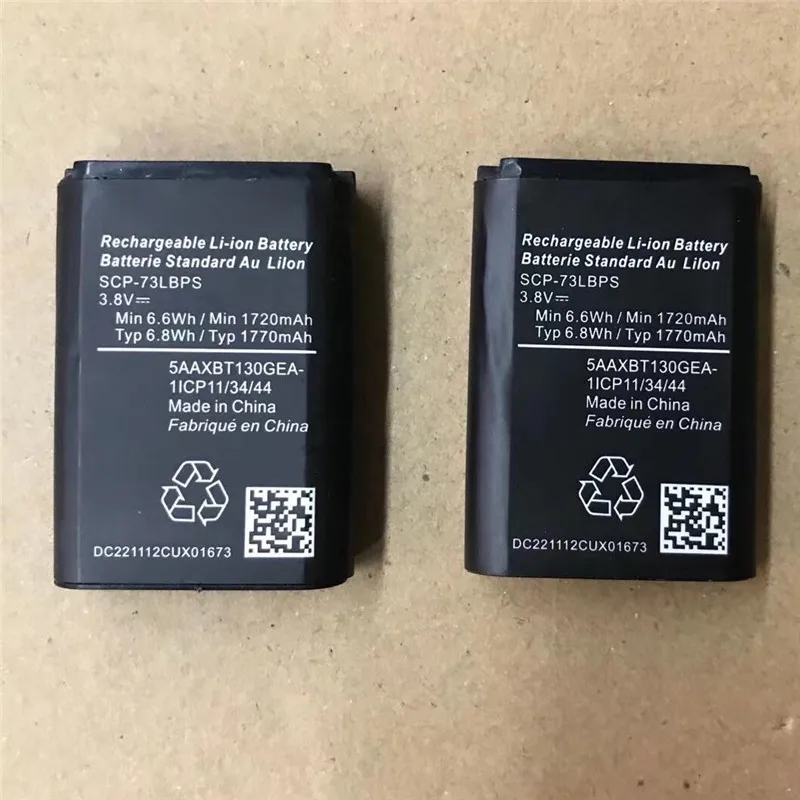 Rechargeable Li-ion Battery
Batterie Standard Au LiIon
SCP-73LBPS
3.8V⎓
Min 6.6Wh / Min 1720mAh
Typ 6.8Wh / Typ 1770mAh
5AAXBT130GEA-
1ICP11/34/44
Made in China
Fabriqué en China
DC221112CUX01673
Rechargeable Li-ion Battery
Batterie Standard Au LiIon
SCP-73LBPS
3.8V⎓
Min 6.6Wh / Min 1720mAh
Typ 6.8Wh / Typ 1770mAh
5AAXBT130GEA-
1ICP11/34/44
Made in China
Fabriqué en China
DC221112CUX01673